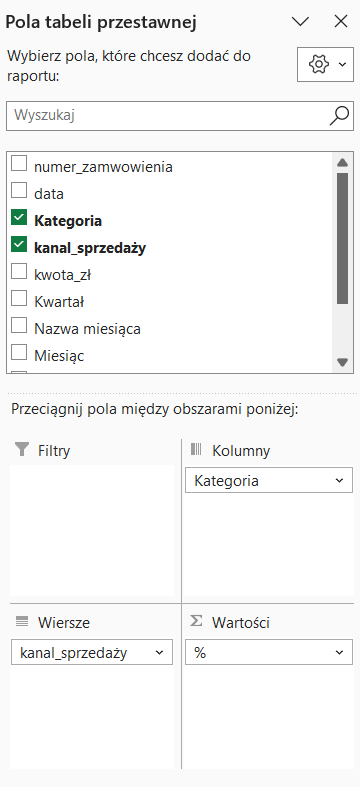 Pola tabeli przestawnej
Wybierz pola, które chcesz dodać do
raportu:
Wyszukaj
numer_zamwowienia
data
Kategoria
kanal_sprzedaży
kwota_zł
Kwartał
Nazwa miesiąca
Miesiąc
Przeciągnij pola między obszarami poniżej:
Filtry
Kolumny
Kategoria
Wiersze
Wartości
kanal_sprzedaży
%